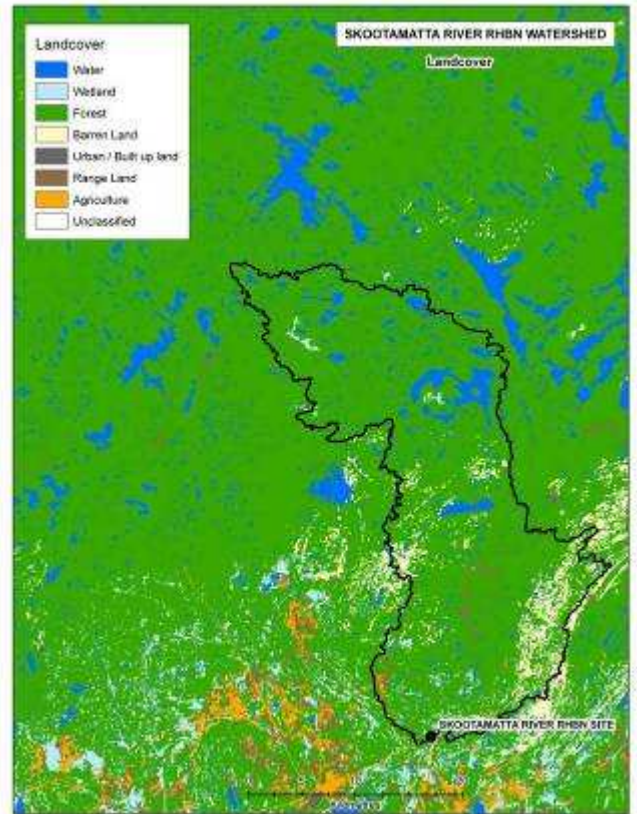 SKOOTAMATTA RIVER RHBN WATERSHED
Landcover
Landcover
Water
Wetland
Forest
Barren Land
Urban / Built up land
Range Land
Agriculture
Unclassified
SKOOTAMATTA RIVER RHBN SITE